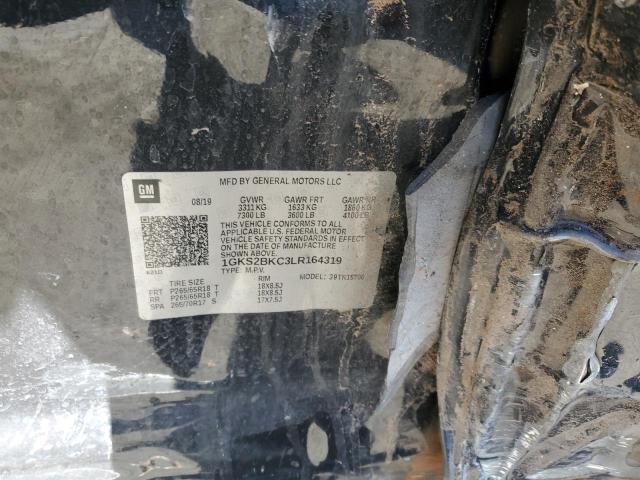 MFD BY GENERAL MOTORS LLC
GM
08/19 GVWR GAWR FRT GAWR RR
3311 KG 1633 KG 1860 KG
7300 LB 3600 LB 4100 LB
THIS VEHICLE CONFORMS TO ALL
APPLICABLE U.S. FEDERAL MOTOR
VEHICLE SAFETY STANDARDS IN
EFFECT ON THE DATE OF MANUFACTURE
SHOWN ABOVE.
1GKS2BKC3LR164319
TYPE: M.P.V. MODEL:
TIRE SIZE RIM
FRT P265/65R18 T 18X8.5J
RR P265/65R18 T 18X8.5J
SPA 265/70R17 S 17X7.5J